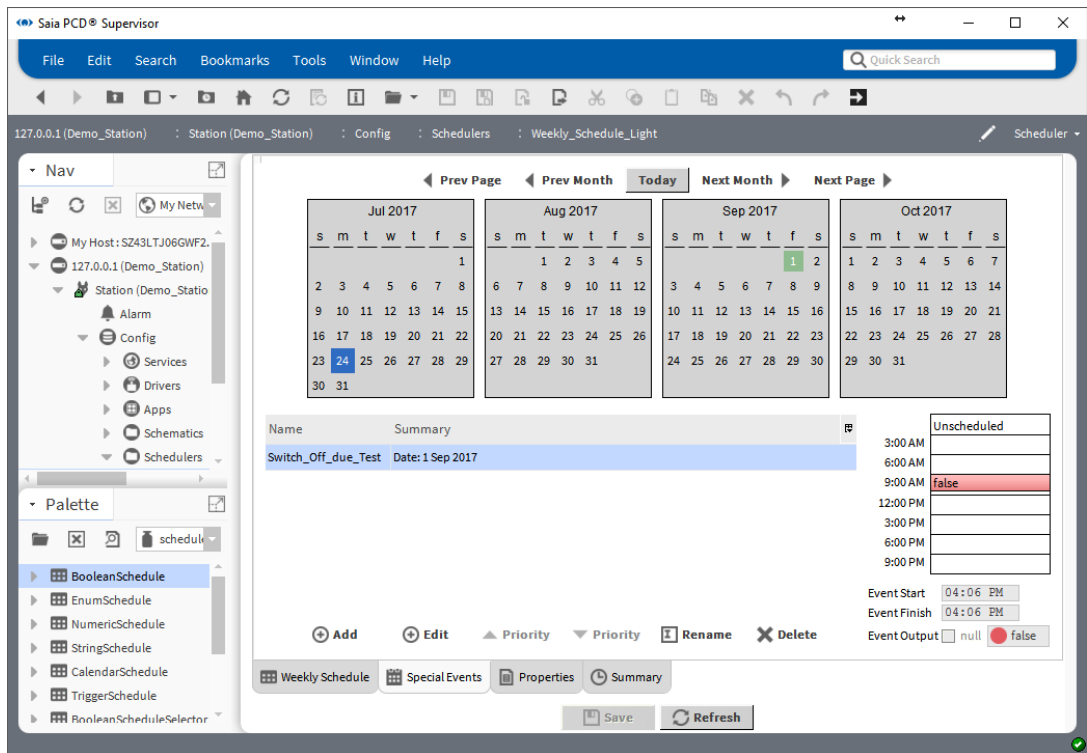 Saia PCD® Supervisor
File Edit Search Bookmarks Tools Window Help
Quick Search
127.0.0.1 (Demo_Station) : Station (Demo_Station) : Config : Schedulers : Weekly_Schedule_Light
Scheduler
Nav
My Netw
My Host : SZ43LTJ06GWF2.
127.0.0.1 (Demo_Station)
Station (Demo_Statio
Alarm
Config
Services
Drivers
Apps
Schematics
Schedulers
Palette
schedule
BooleanSchedule
EnumSchedule
NumericSchedule
StringSchedule
CalendarSchedule
TriggerSchedule
BooleanScheduleSelector
Prev Page Prev Month Today Next Month Next Page
Jul 2017
s m t w t f s
1
2 3 4 5 6 7 8
9 10 11 12 13 14 15
16 17 18 19 20 21 22
23 24 25 26 27 28 29
30 31
Aug 2017
s m t w t f s
1 2 3 4 5
6 7 8 9 10 11 12
13 14 15 16 17 18 19
20 21 22 23 24 25 26
27 28 29 30 31
Sep 2017
s m t w t f s
1 2
3 4 5 6 7 8 9
10 11 12 13 14 15 16
17 18 19 20 21 22 23
24 25 26 27 28 29 30
Oct 2017
s m t w t f s
1 2 3 4 5 6 7
8 9 10 11 12 13 14
15 16 17 18 19 20 21
22 23 24 25 26 27 28
29 30 31
Name Summary
Switch_Off_due_Test Date: 1 Sep 2017
Unscheduled
3:00 AM
6:00 AM
9:00 AM false
12:00 PM
3:00 PM
6:00 PM
9:00 PM
Event Start 04:06 PM
Event Finish 04:06 PM
Event Output null false
Add Edit Priority Priority Rename Delete
Weekly Schedule Special Events Properties Summary
Save Refresh